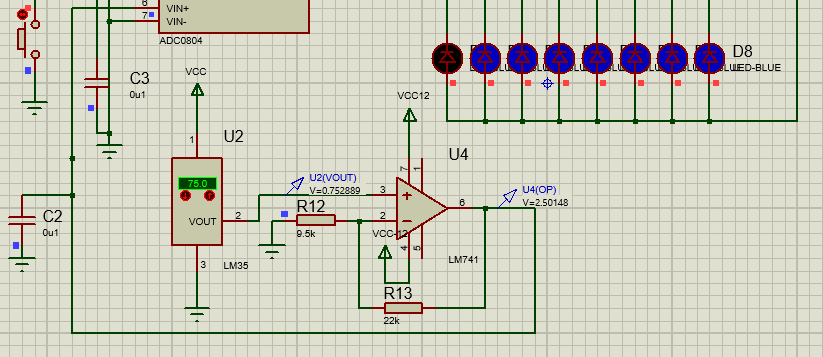 6 VIN+
7 VIN-
ADC0804
C3
0u1
VCC
U2
1
75.0
VOUT
2
3
LM35
C2
0u1
VCC12
U4
7
1
U2(VOUT)
V=0.752889
3
R12
9.5k
2
6
VCC-12
4
5
LM741
U4(OP)
V=2.50148
R13
22k
D8
LED-BLUE